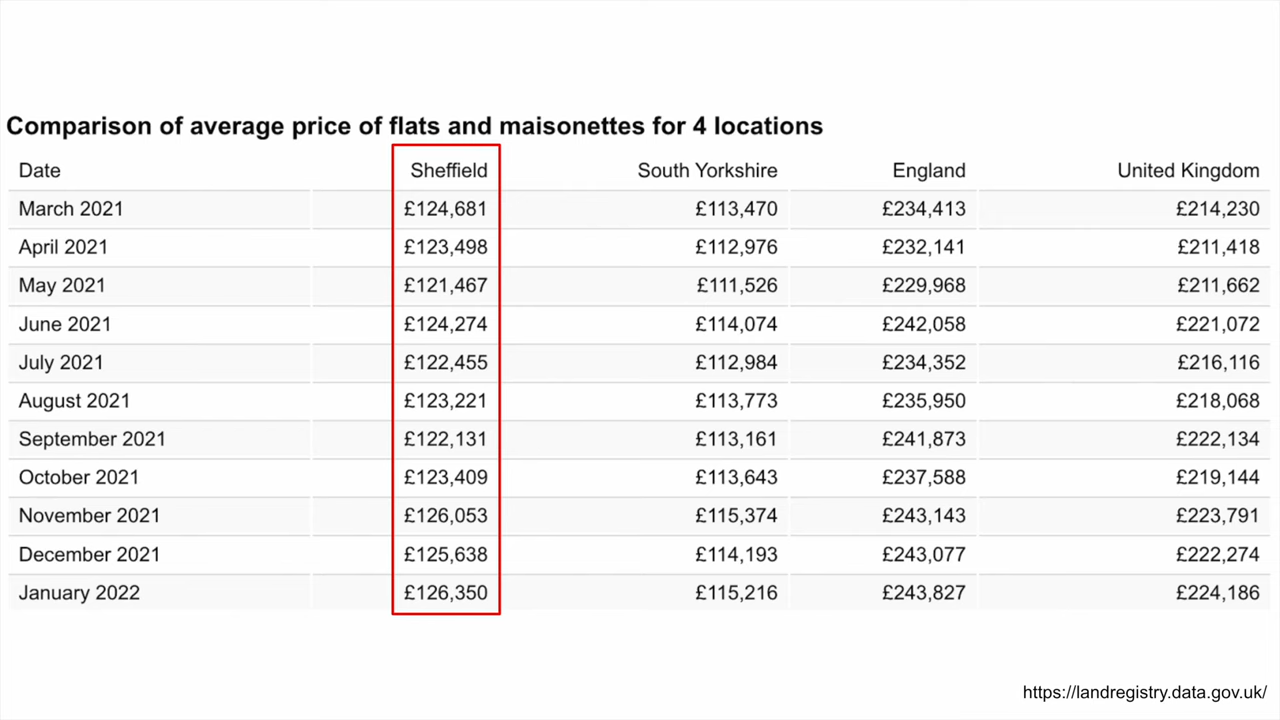 Comparison of average price of flats and maisonettes for 4 locations
Date Sheffield South Yorkshire England United Kingdom
March 2021 £124,681 £113,470 £234,413 £214,230
April 2021 £123,498 £112,976 £232,141 £211,418
May 2021 £121,467 £111,526 £229,968 £211,662
June 2021 £124,274 £114,074 £242,058 £221,072
July 2021 £122,455 £112,984 £234,352 £216,116
August 2021 £123,221 £113,773 £235,950 £218,068
September 2021 £122,131 £113,161 £241,873 £222,134
October 2021 £123,409 £113,643 £237,588 £219,144
November 2021 £126,053 £115,374 £243,143 £223,791
December 2021 £125,638 £114,193 £243,077 £222,274
January 2022 £126,350 £115,216 £243,827 £224,186
https://landregistry.data.gov.uk/